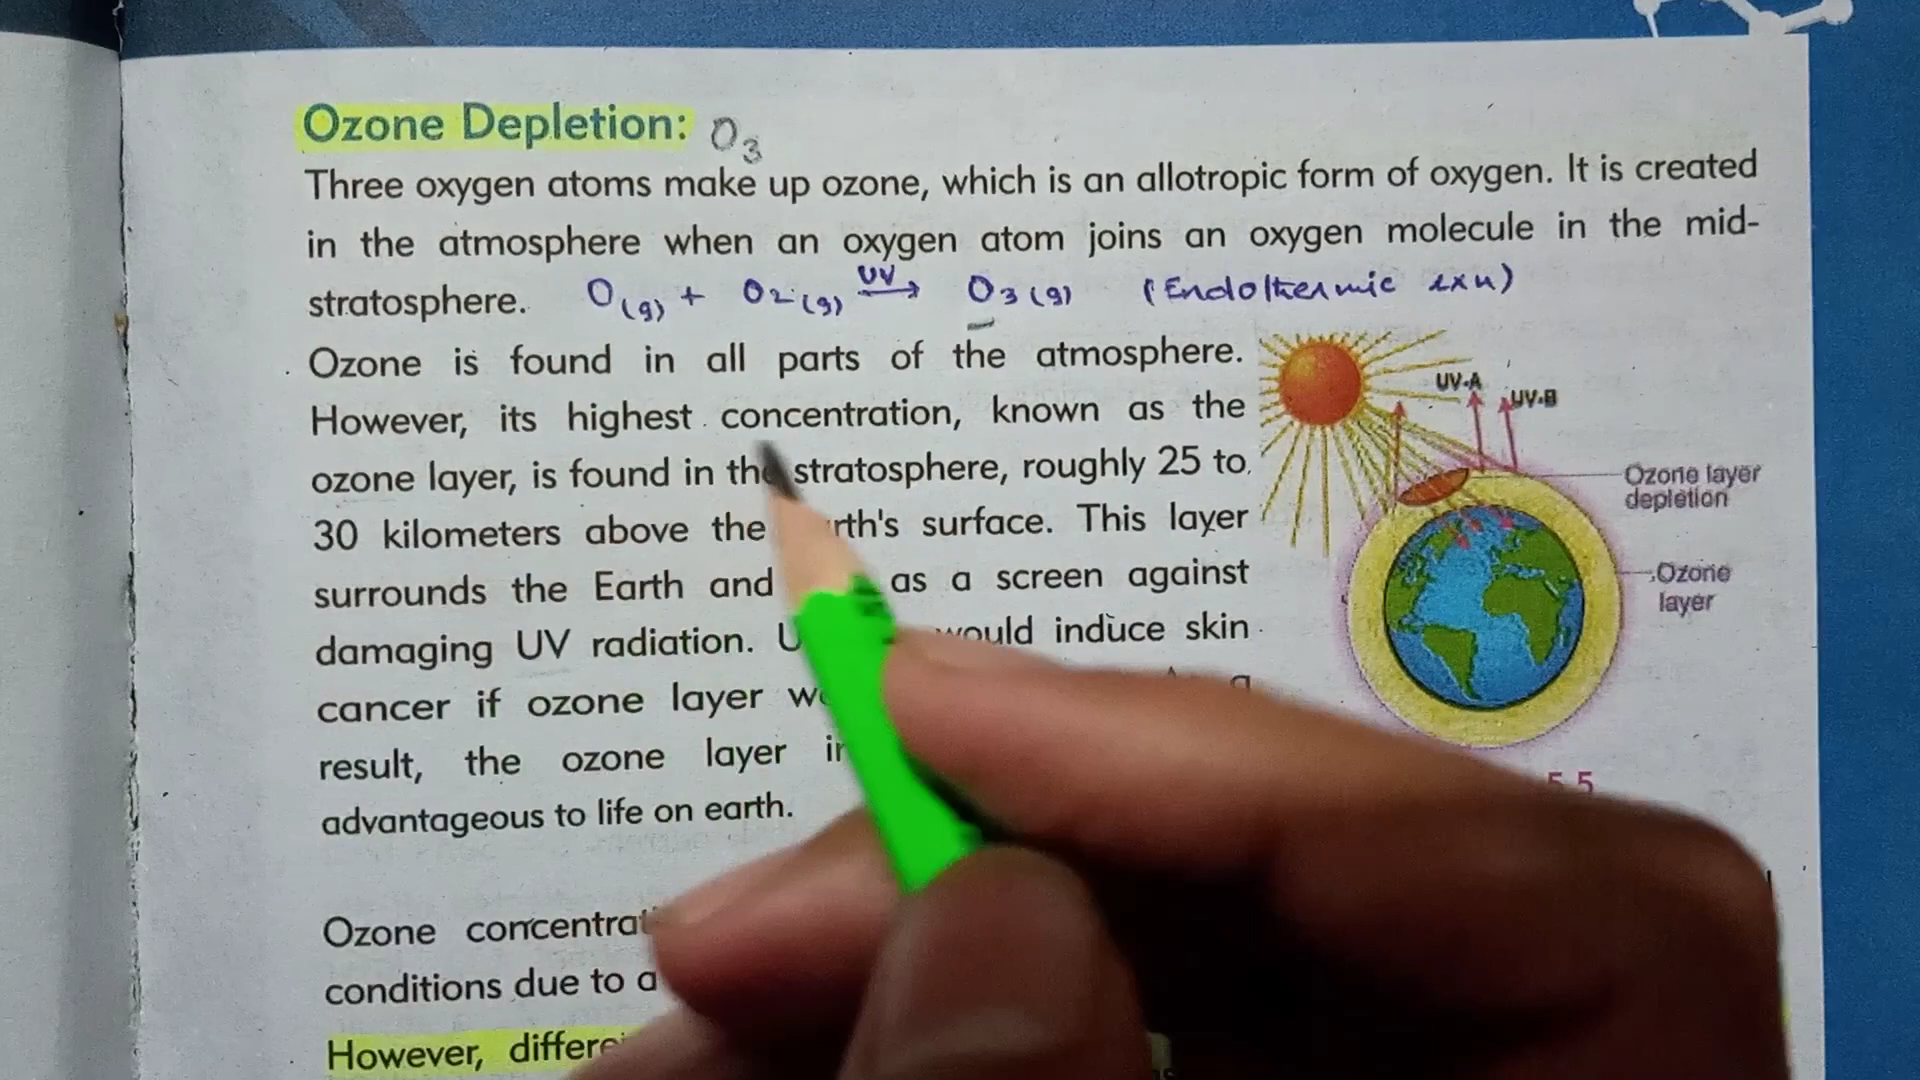 Ozone Depletion: O3
Three oxygen atoms make up ozone, which is an allotropic form of oxygen. It is created
in the atmosphere when an oxygen atom joins an oxygen molecule in the mid-
stratosphere. O(g) + O2(g) UV → O3(g) (Endothermic rxn)
Ozone is found in all parts of the atmosphere.
However, its highest concentration, known as the
ozone layer, is found in the stratosphere, roughly 25 to
30 kilometers above the surface. This layer
surrounds the Earth and as a screen against
damaging UV radiation. would induce skin
cancer if ozone layer a
result, the ozone layer
advantageous to life on earth.
UV-A
UV-B
Ozone layer
depletion
Ozone
layer
5.5
Ozone
conditions due to a
However,